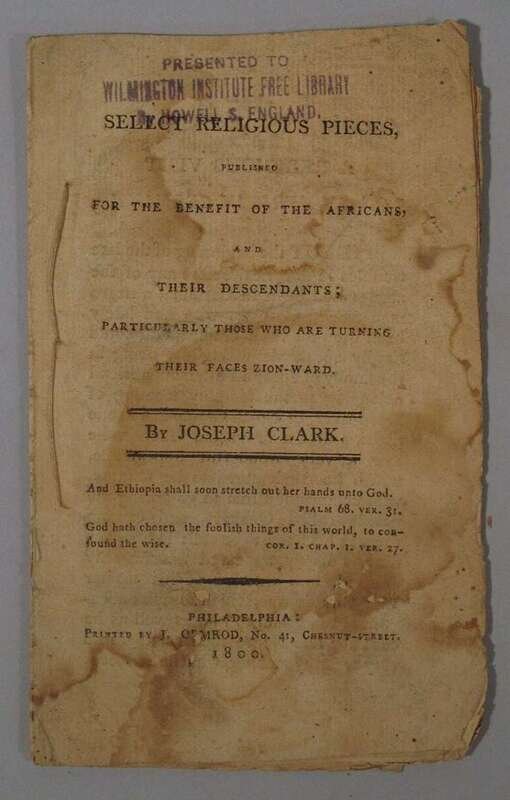 PRESENTED TO
WILMINGTON INSTITUTE FREE LIBRARY
By HOWELL S. ENGLAND.
SELECT RELIGIOUS PIECES,
PUBLISHED
FOR THE BENEFIT OF THE AFRICANS,
AND
THEIR DESCENDANTS;
PARTICULARLY THOSE WHO ARE TURNING
THEIR FACES ZION-WARD.
By JOSEPH CLARK.
And Ethiopia shall soon stretch out her hands unto God.
PSALM 68. VER. 31.
God hath chosen the foolish things of this world, to con-
found the wise. COR. 1. CHAP. 1. VER. 27.
PHILADELPHIA:
PRINTED BY J. ORMROD, No. 41, CHESNUT-STREET.
1800.